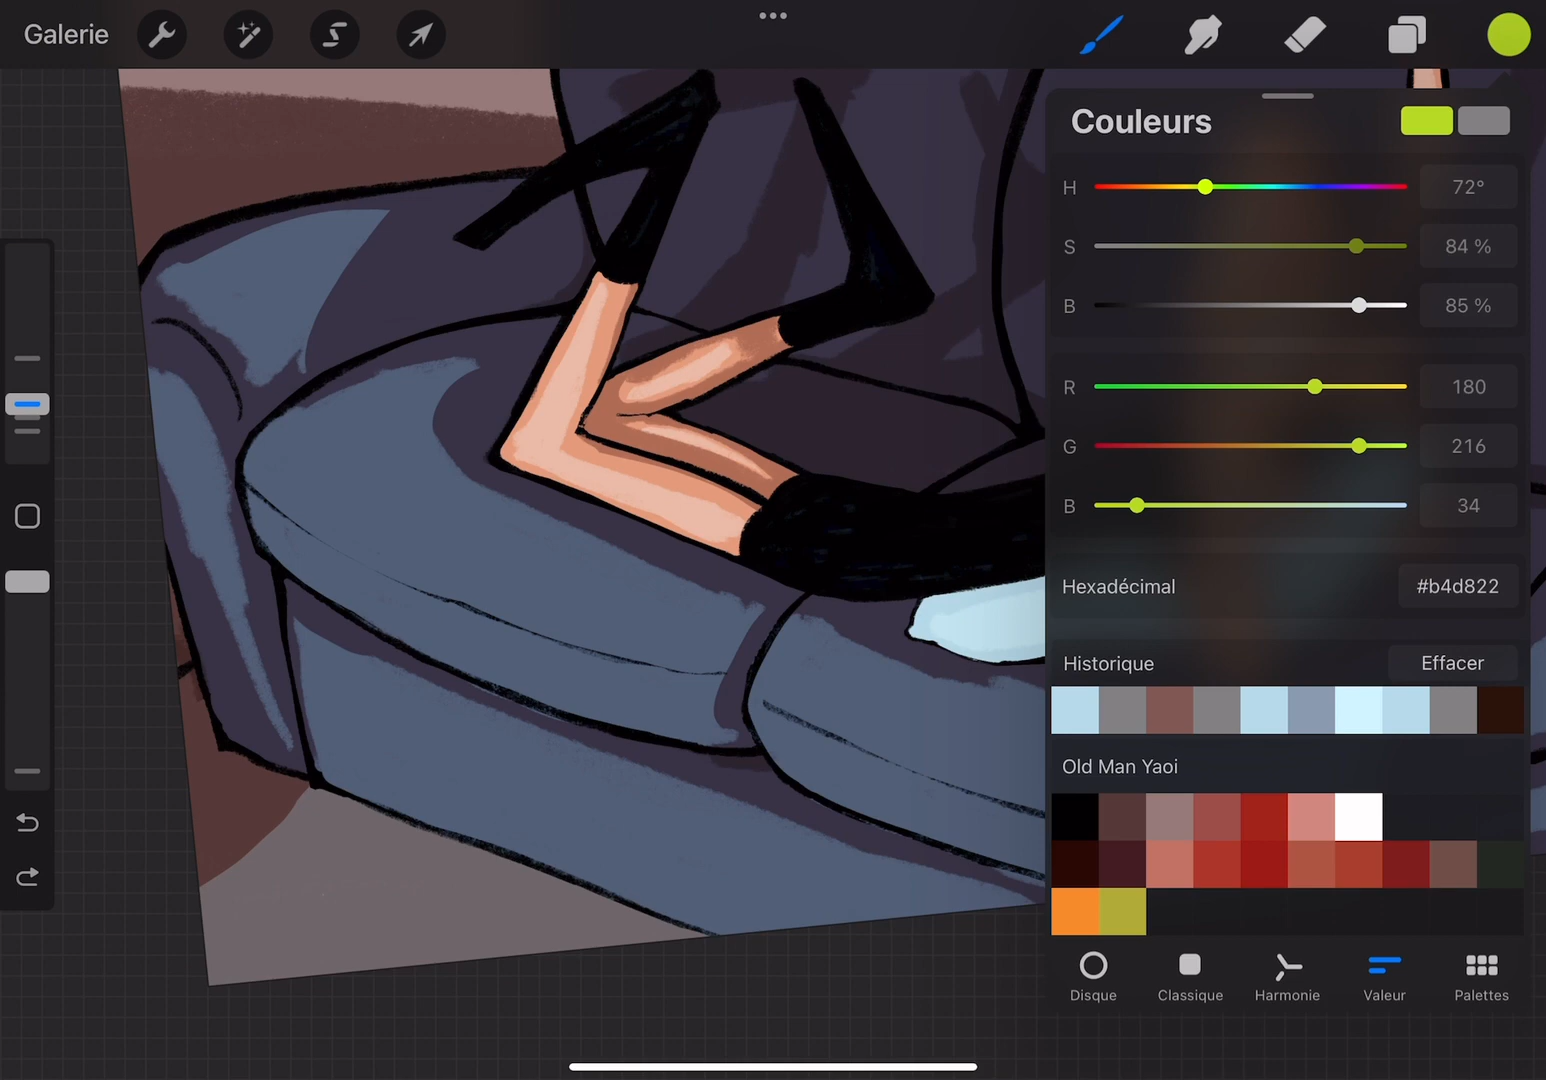 Galerie
Couleurs
H 72°
S 84 %
B 85 %
R 180
G 216
B 34
Hexadécimal #b4d822
Historique Effacer
Old Man Yaoi
Disque Classique Harmonie Valeur Palettes